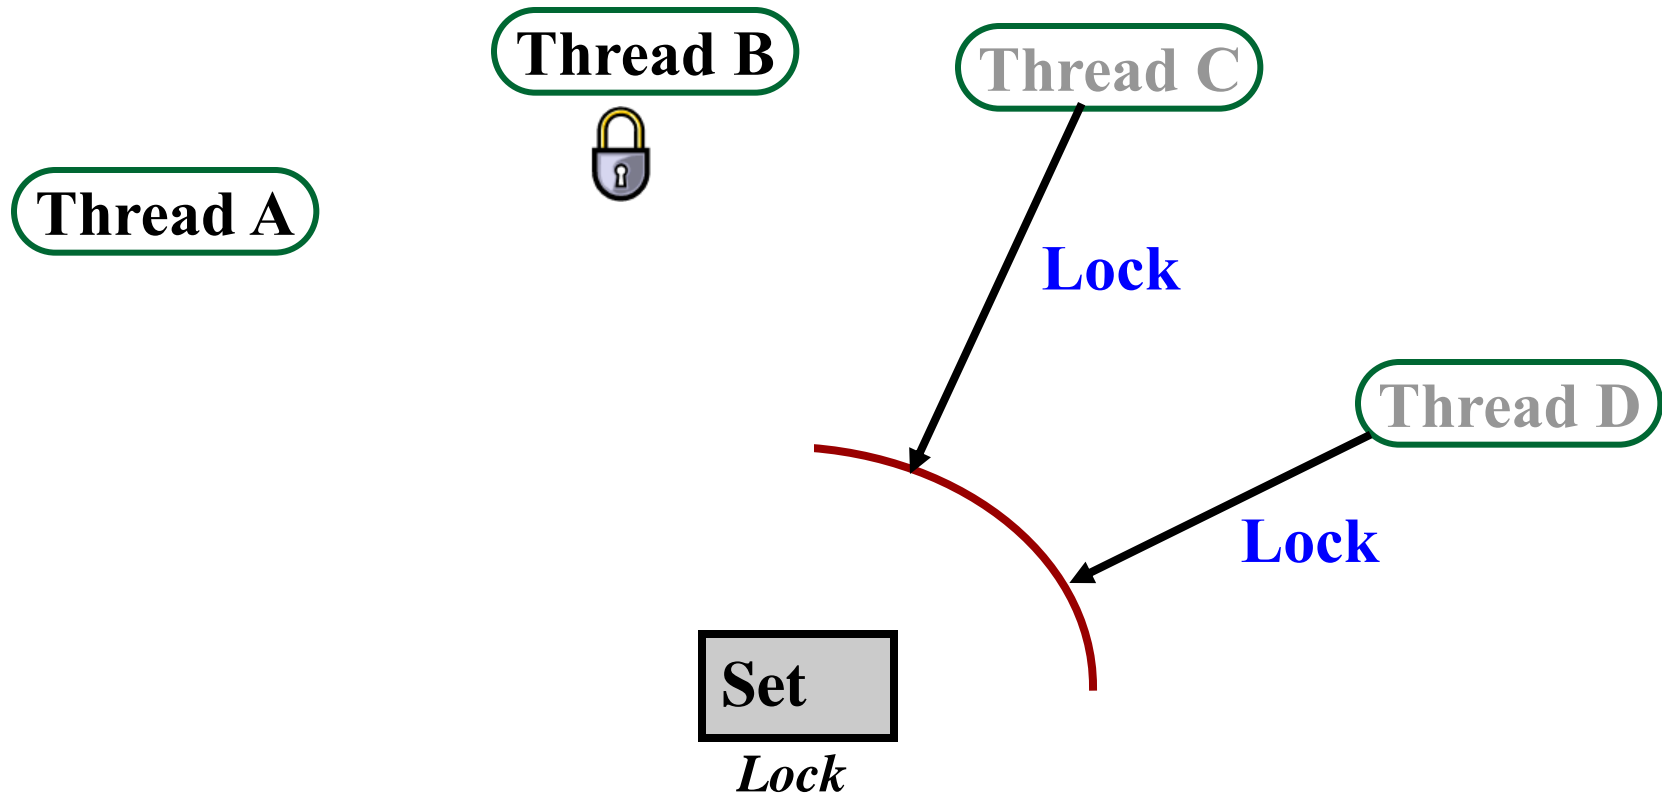 Thread B
Thread C
Thread A
Lock
Thread D
Lock
Set
Lock